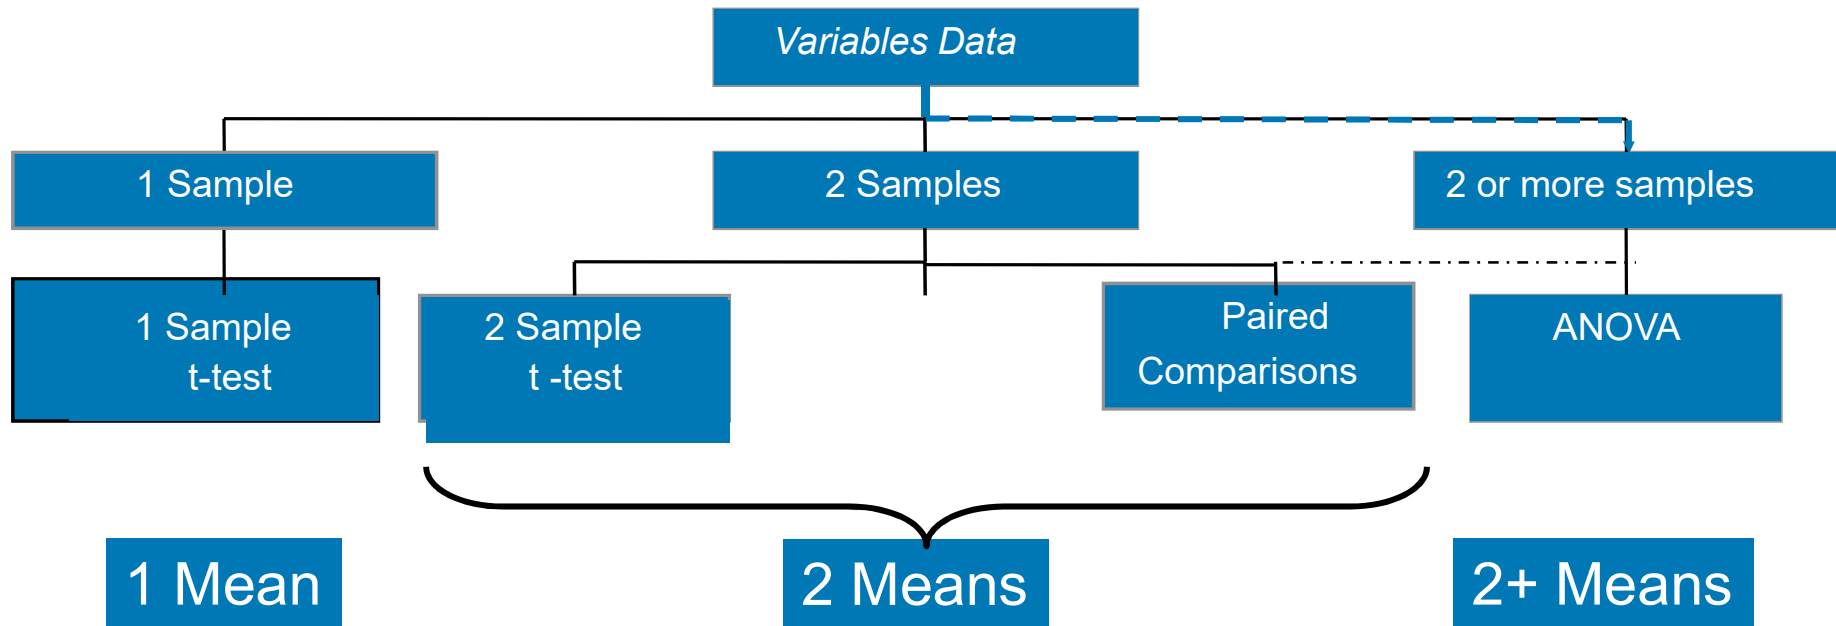 Variables Data
1 Sample
2 Samples
2 or more samples
1 Sample
t-test
2 Sample
t -test
Paired
Comparisons
ANOVA
1 Mean
2 Means
2+ Means